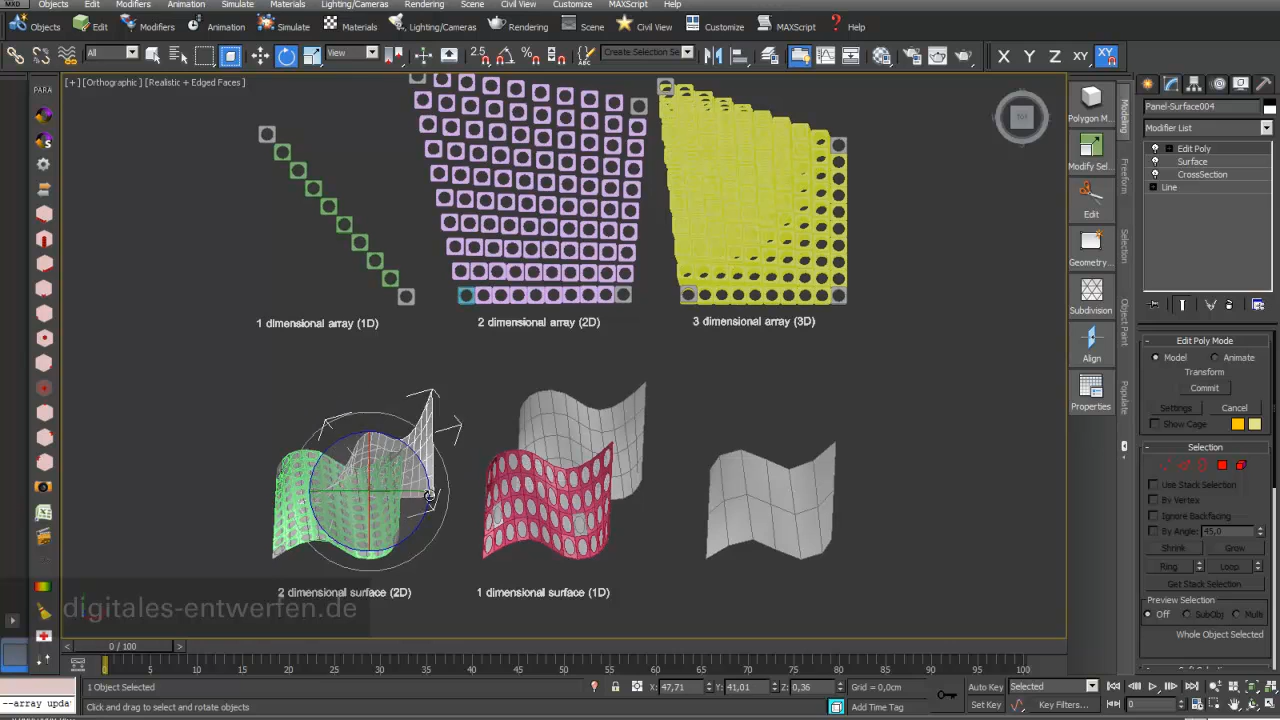 MXD Objects Edit Modifiers Animation Simulate Materials Lighting/Cameras Rendering Scene Civil View Customize MAXScript Help
Objects Edit Modifiers Animation Simulate Materials Lighting/Cameras Rendering Scene Civil View Customize MAXScript Help
All View 2.5 Create Selection Se X Y Z XY XY
[+] [Orthographic] [Realistic + Edged Faces]
PARA
Panel-Surface004
Modifier List
Edit Poly
Surface
CrossSection
Line
Polygon M...
Modify Sel...
Edit
Geometry...
Subdivision
Align
Properties
Modeling
Freeform
Selection
Object Paint
Populate
1 dimensional array (1D)
2 dimensional array (2D)
3 dimensional array (3D)
2 dimensional surface (2D)
1 dimensional surface (1D)
digitales-entwerfen.de
Edit Poly Mode
Model Animate
Transform
Commit
Settings Cancel
Show Cage
Selection
Use Stack Selection
By Vertex
Ignore Backfacing
By Angle: 45,0
Shrink Grow
Ring Loop
Get Stack Selection
Preview Selection
Off SubObj Multi
Whole Object Selected
0 / 100
0 5 10 15 20 25 30 35 40 45 50 55 60 65 70 75 80 85 90 95 100
1 Object Selected X: 47,71 Y: 41,01 Z: 0,36 Grid = 0,0cm Auto Key Selected
--array upda
Click and drag to select and rotate objects Add Time Tag Set Key Key Filters... 0